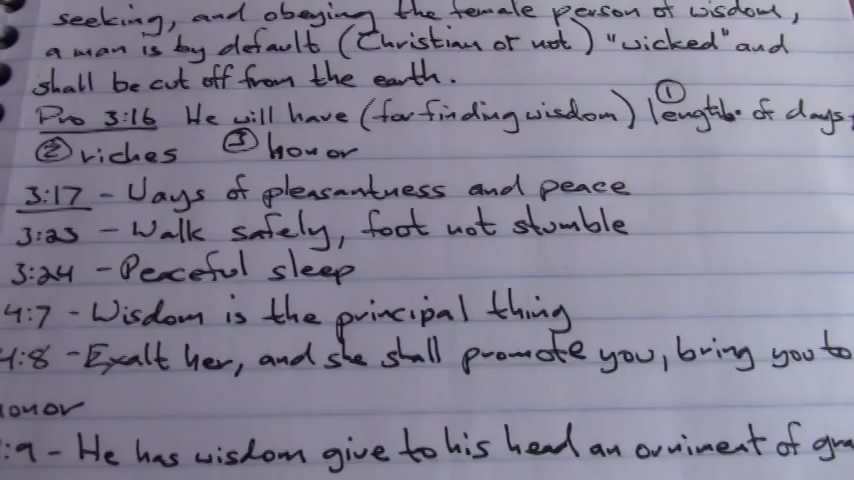 seeking, and obeying the female person of wisdom,
a man is by default (Christian or not) "wicked" and
shall be cut off from the earth.
Pro 3:16 He will have (for finding wisdom) ① length of days,
② riches ③ honor
3:17 - Ways of pleasantness and peace
3:23 - Walk safely, foot not stumble
3:24 - Peaceful sleep
4:7 - Wisdom is the principal thing
4:8 - Exalt her, and she shall promote you, bring you to
honor
:9 - He has wisdom give to his head an orniment of gra